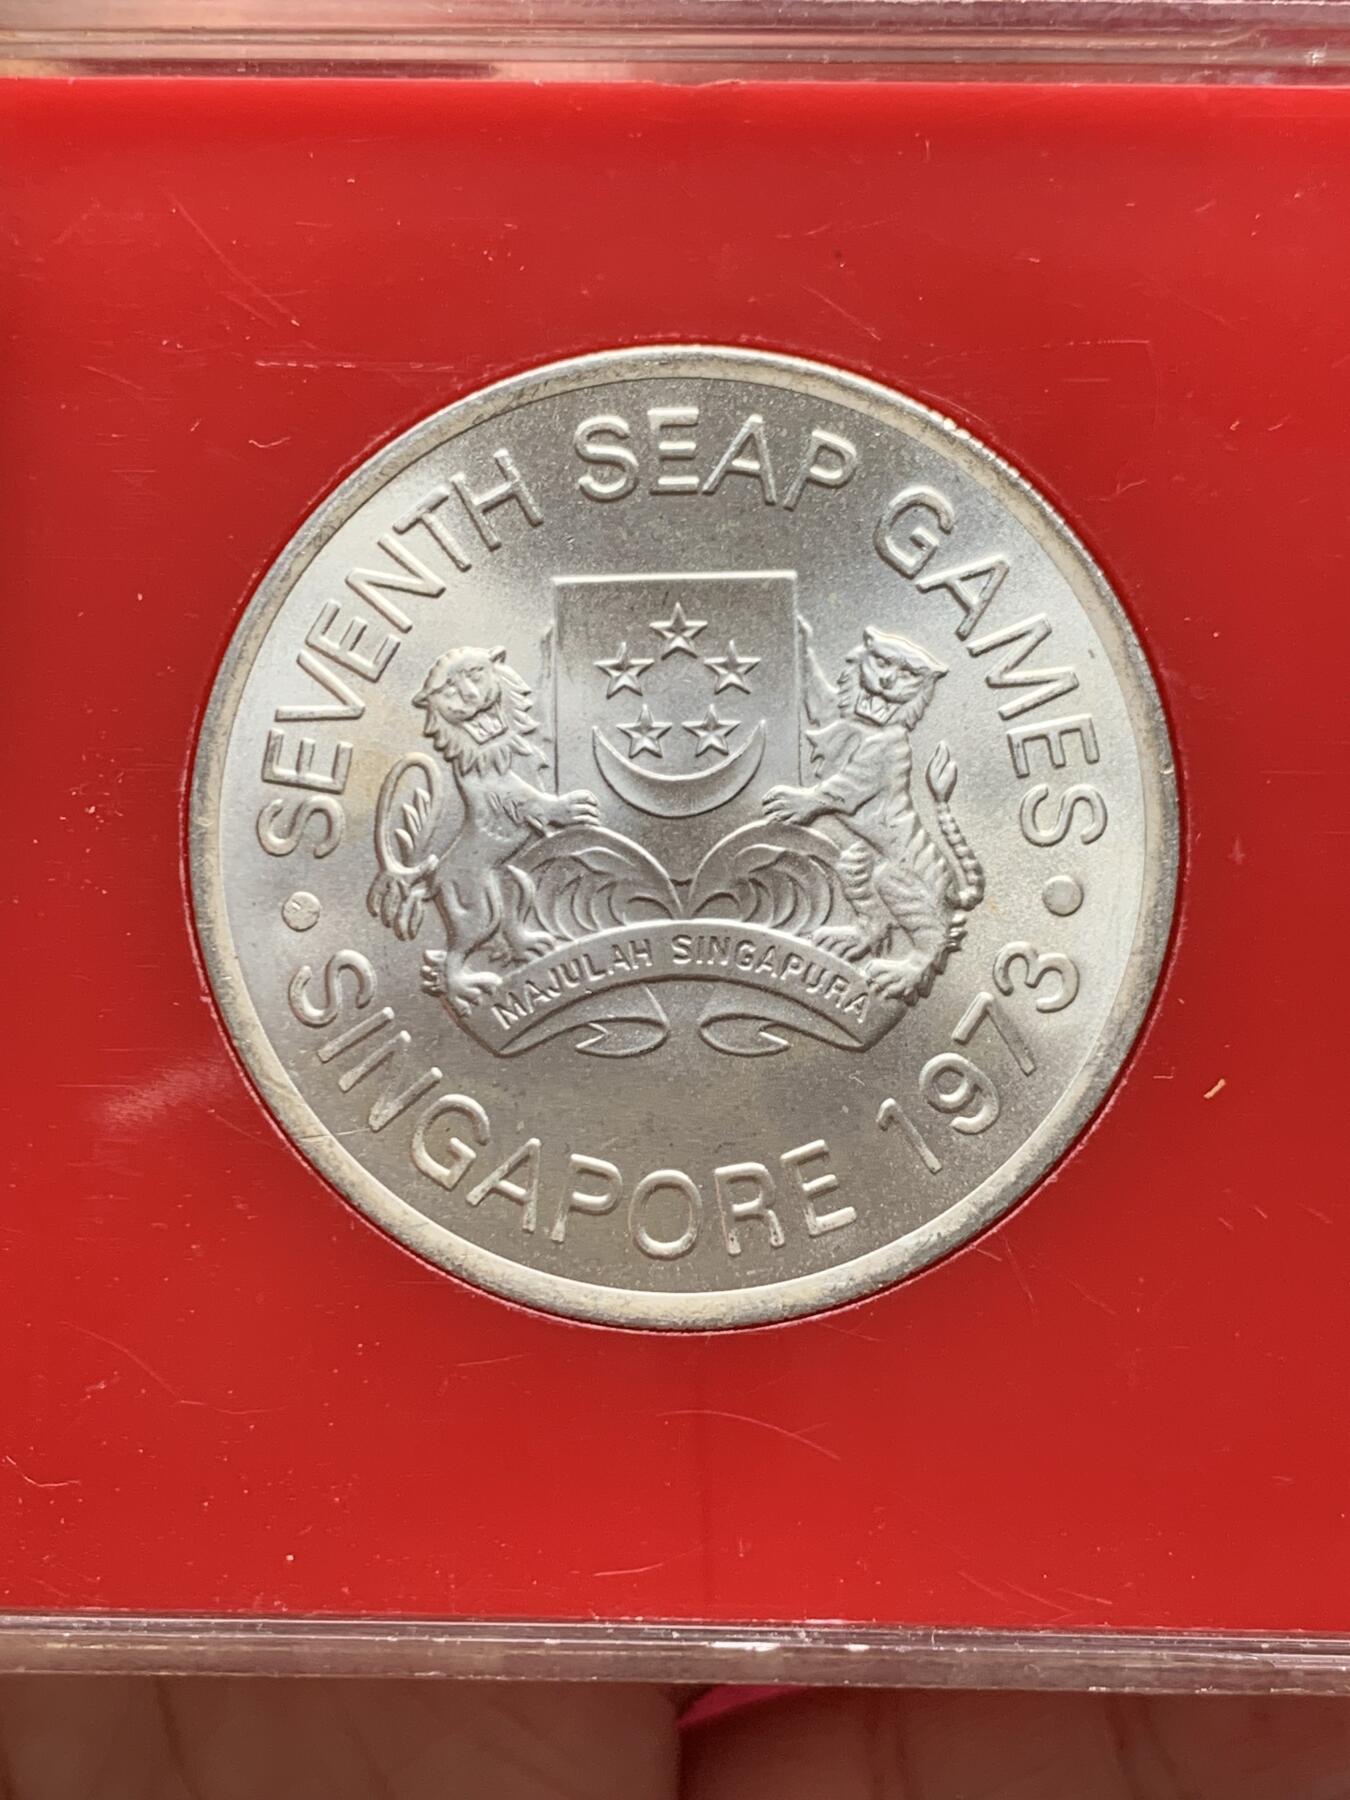 SEVENTH SEAP GAMES
MAJULAH SINGAPURA
· SINGAPORE 1973 ·